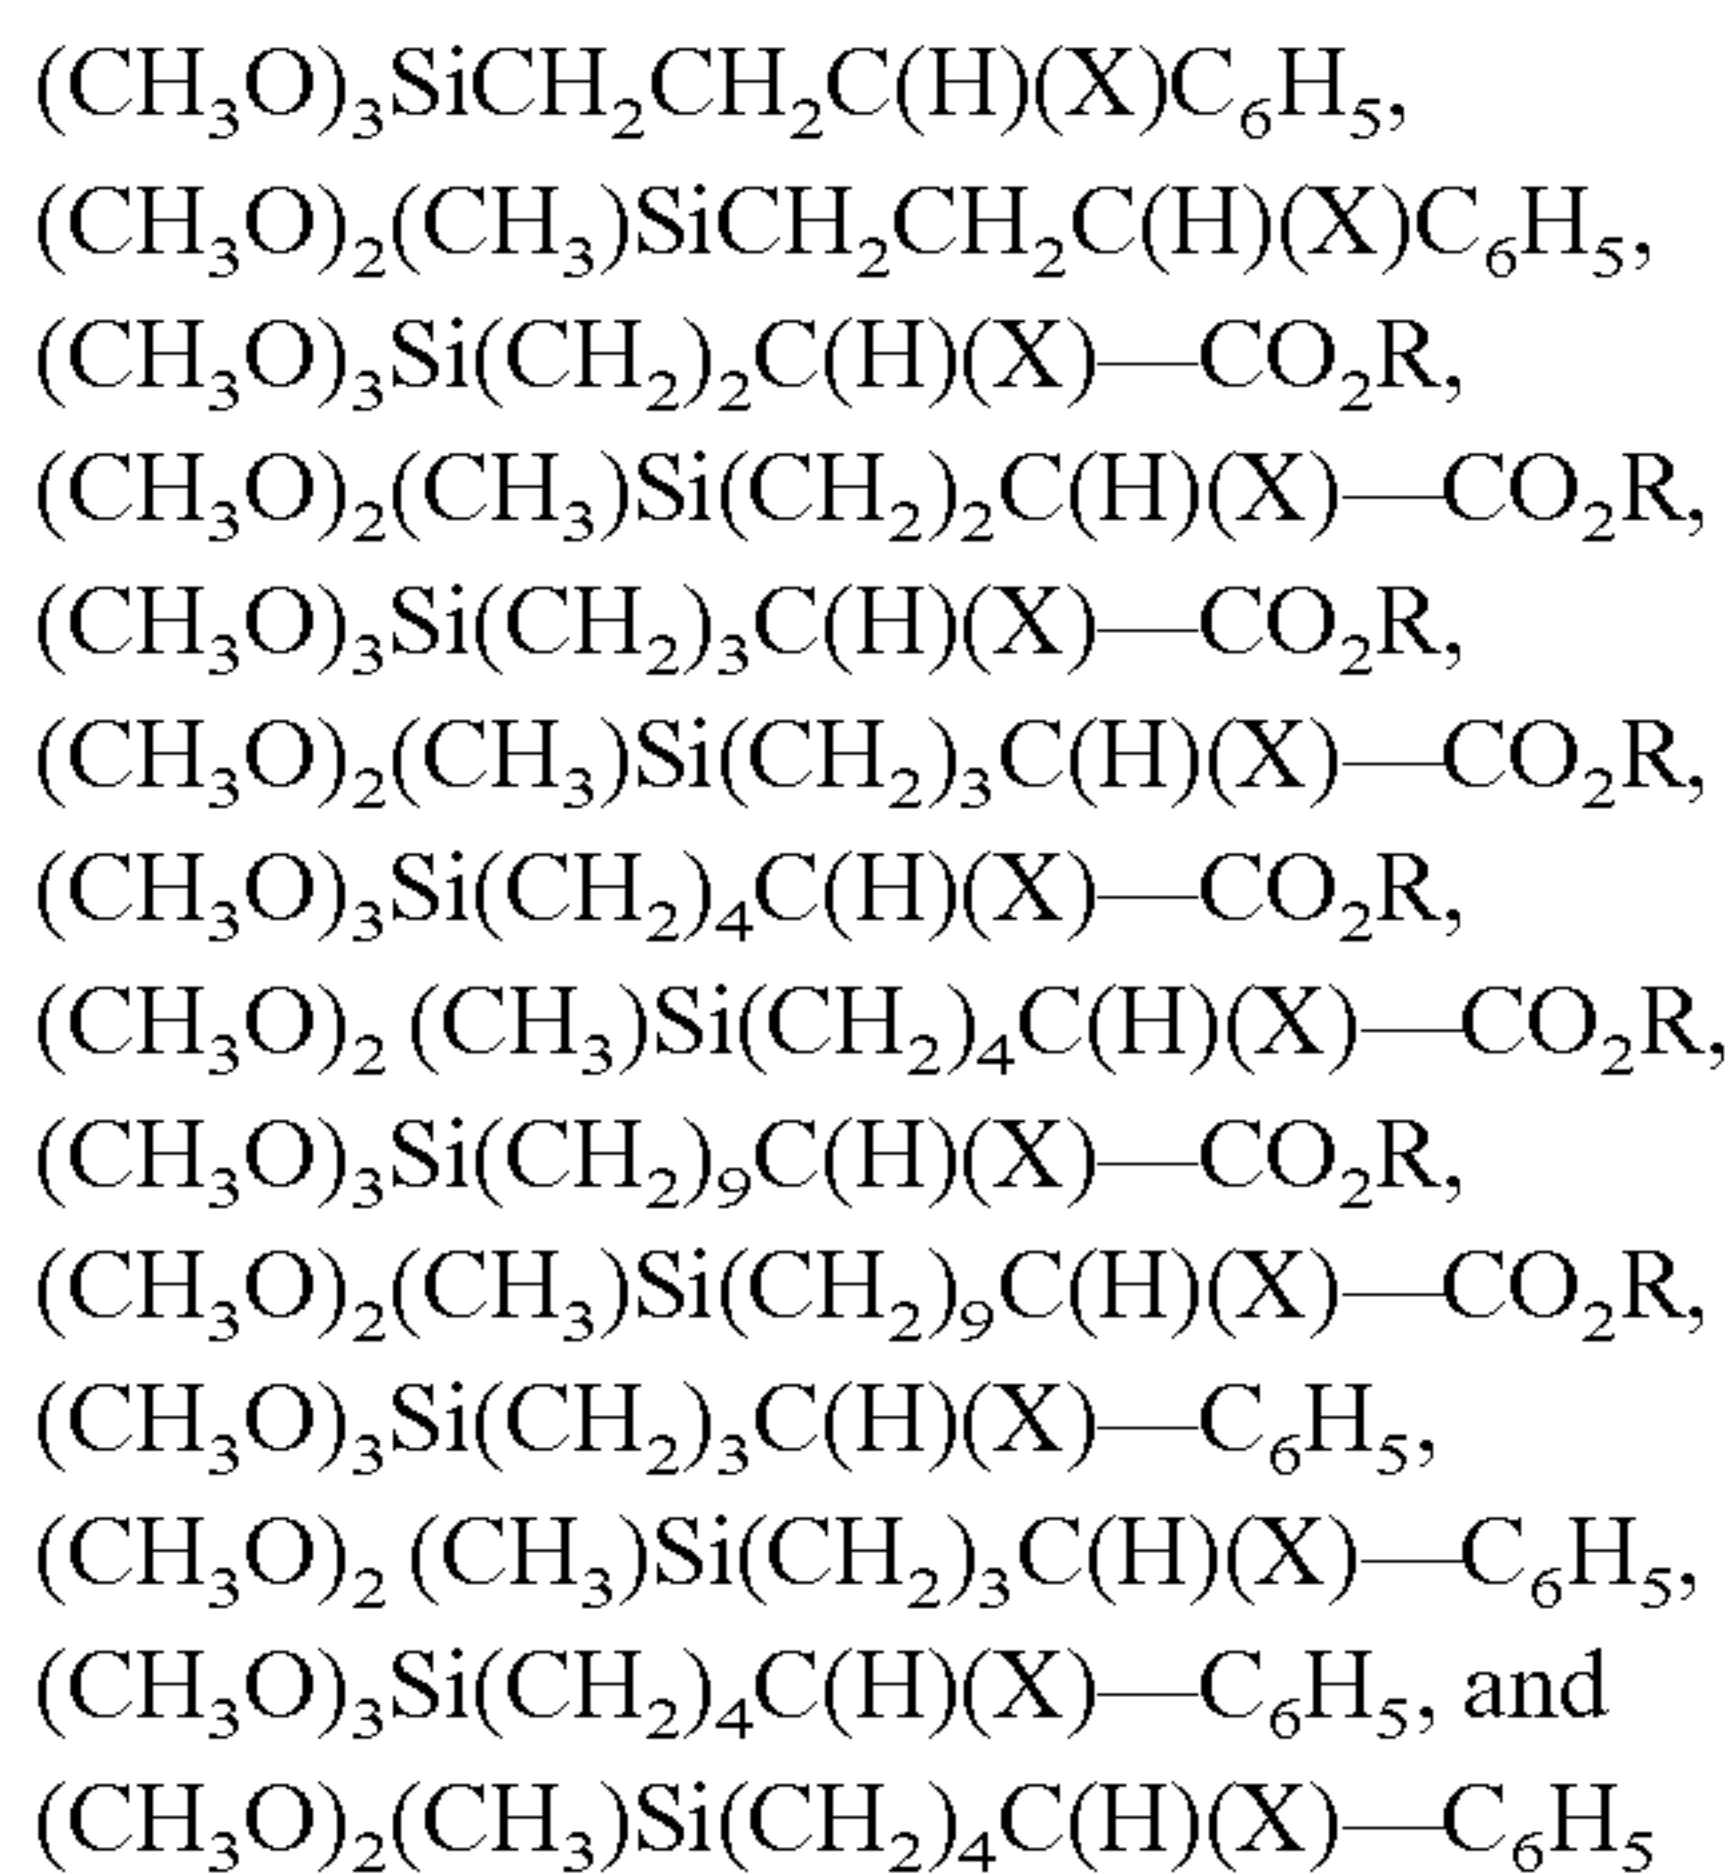 (CH₃O)₃SiCH₂CH₂C(H)(X)C₆H₅,
(CH₃O)₂(CH₃)SiCH₂CH₂C(H)(X)C₆H₅,
(CH₃O)₃Si(CH₂)₂C(H)(X)—CO₂R,
(CH₃O)₂(CH₃)Si(CH₂)₂C(H)(X)—CO₂R,
(CH₃O)₃Si(CH₂)₃C(H)(X)—CO₂R,
(CH₃O)₂(CH₃)Si(CH₂)₃C(H)(X)—CO₂R,
(CH₃O)₃Si(CH₂)₄C(H)(X)—CO₂R,
(CH₃O)₂ (CH₃)Si(CH₂)₄C(H)(X)—CO₂R,
(CH₃O)₃Si(CH₂)₉C(H)(X)—CO₂R,
(CH₃O)₂(CH₃)Si(CH₂)₉C(H)(X)—CO₂R,
(CH₃O)₃Si(CH₂)₃C(H)(X)—C₆H₅,
(CH₃O)₂ (CH₃)Si(CH₂)₃C(H)(X)—C₆H₅,
(CH₃O)₃Si(CH₂)₄C(H)(X)—C₆H₅, and
(CH₃O)₂(CH₃)Si(CH₂)₄C(H)(X)—C₆H₅